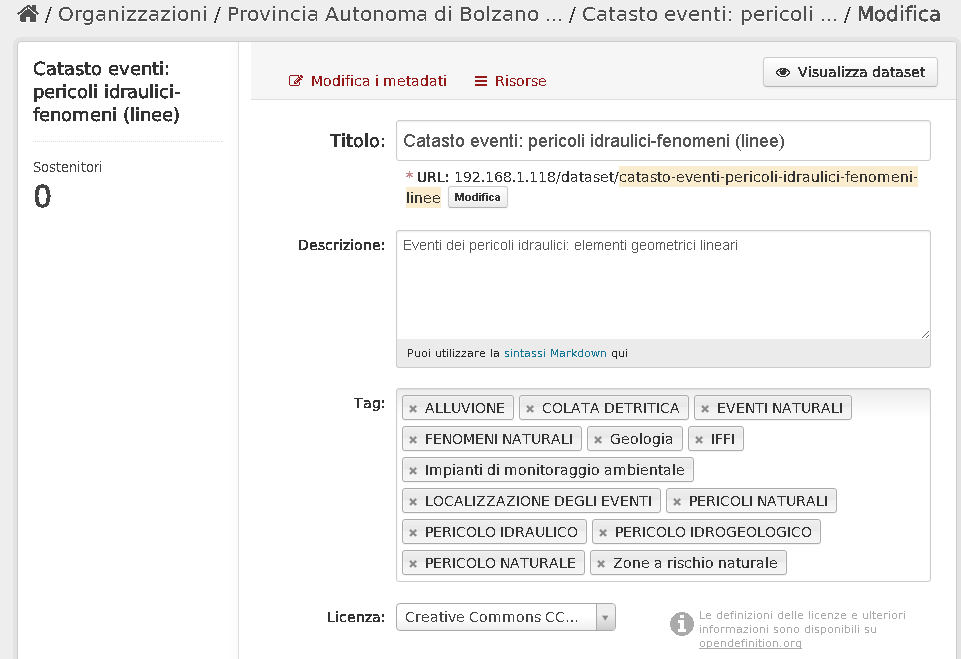 / Organizzazioni / Provincia Autonoma di Bolzano ... / Catasto eventi: pericoli ... / Modifica
Catasto eventi:
pericoli idraulici-
fenomeni (linee)
Sostenitori
0
Modifica i metadati
Risorse
Visualizza dataset
Titolo: Catasto eventi: pericoli idraulici-fenomeni (linee)
* URL: 192.168.1.118/dataset/catasto-eventi-pericoli-idraulici-fenomeni-
linee Modifica
Descrizione: Eventi dei pericoli idraulici: elementi geometrici lineari
Puoi utilizzare la sintassi Markdown qui
Tag: × ALLUVIONE × COLATA DETRITICA × EVENTI NATURALI
× FENOMENI NATURALI × Geologia × IFFI
× Impianti di monitoraggio ambientale
× LOCALIZZAZIONE DEGLI EVENTI × PERICOLI NATURALI
× PERICOLO IDRAULICO × PERICOLO IDROGEOLOGICO
× PERICOLO NATURALE × Zone a rischio naturale
Licenza: Creative Commons CC...
Le definizioni delle licenze e ulteriori
informazioni sono disponibili su
opendefinition.org